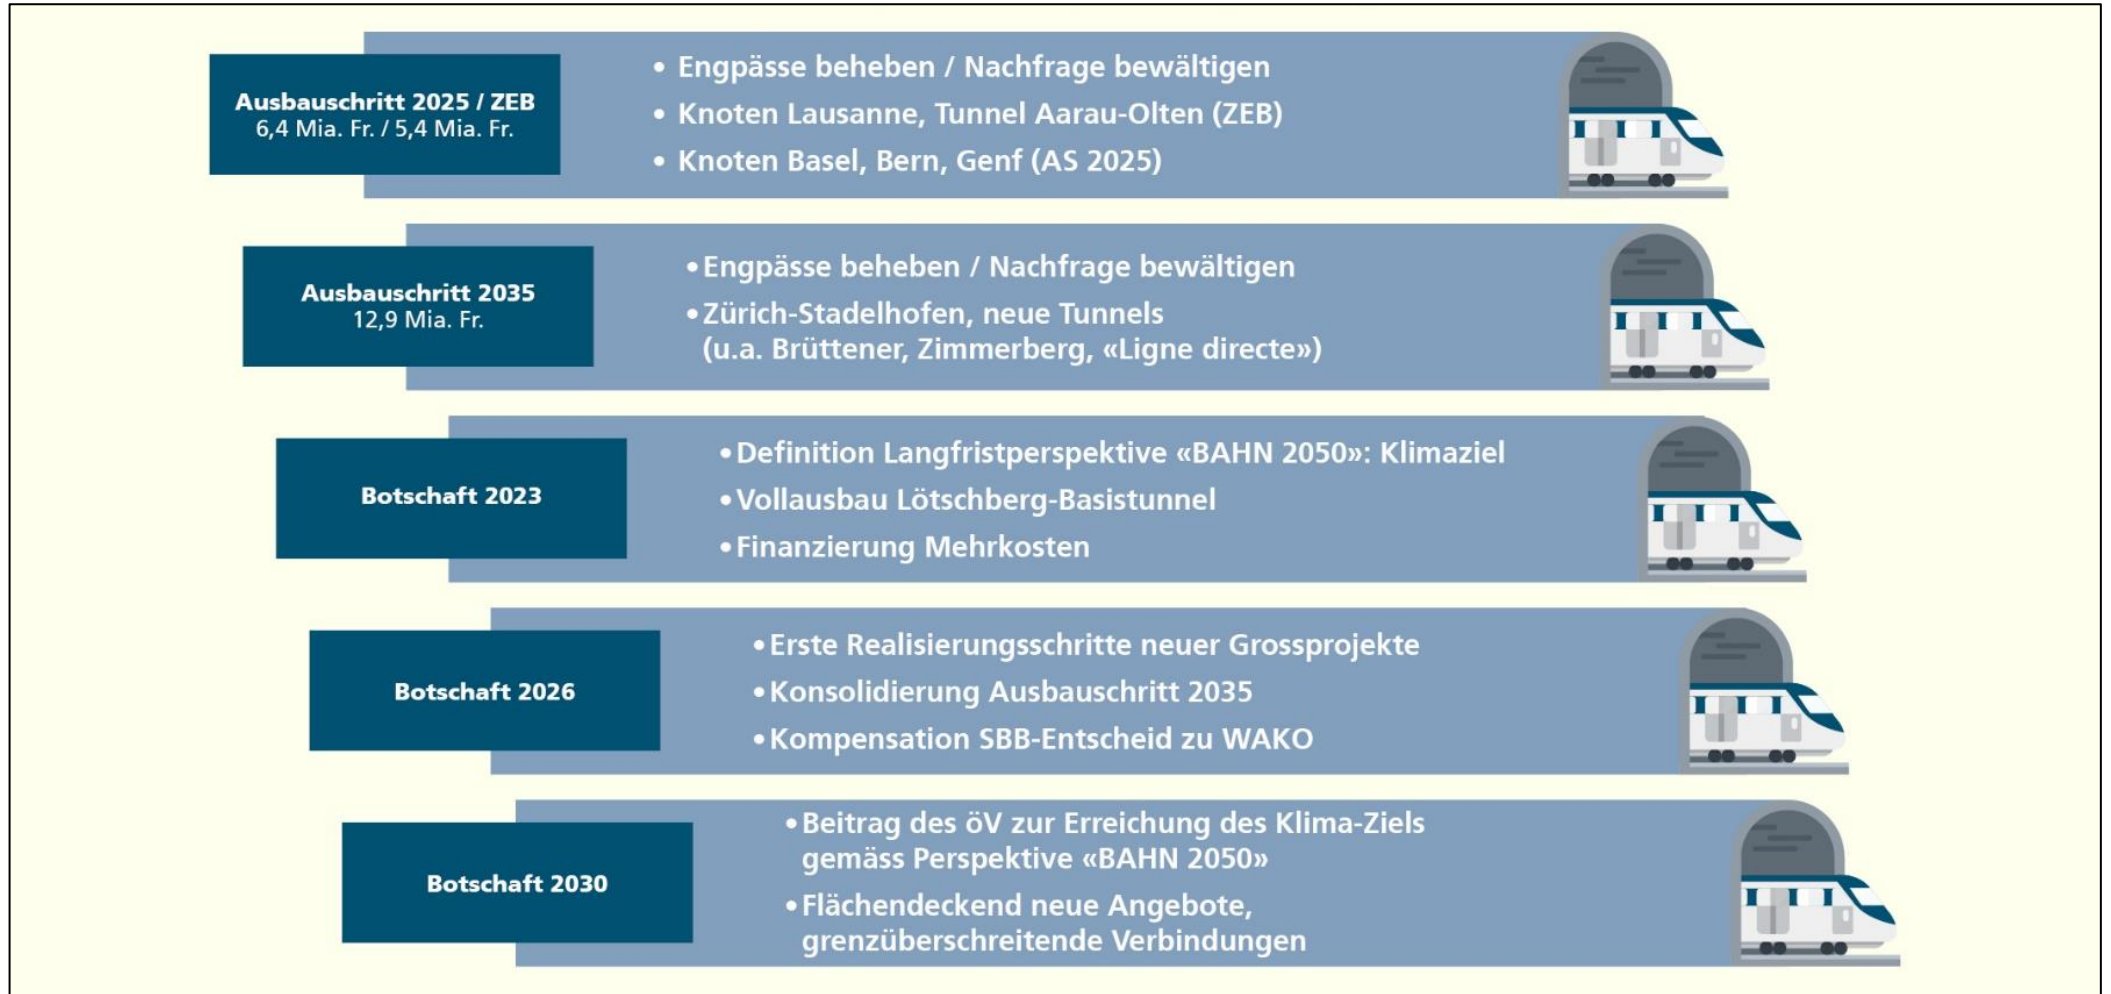 Ausbauschritt 2025 / ZEB
6,4 Mia. Fr. / 5,4 Mia. Fr.
• Engpässe beheben / Nachfrage bewältigen
• Knoten Lausanne, Tunnel Aarau-Olten (ZEB)
• Knoten Basel, Bern, Genf (AS 2025)
Ausbauschritt 2035
12,9 Mia. Fr.
• Engpässe beheben / Nachfrage bewältigen
• Zürich-Stadelhofen, neue Tunnels
(u.a. Brüttener, Zimmerberg, «Ligne directe»)
Botschaft 2023
• Definition Langfristperspektive «BAHN 2050»: Klimaziel
• Vollausbau Lötschberg-Basistunnel
• Finanzierung Mehrkosten
Botschaft 2026
• Erste Realisierungsschritte neuer Grossprojekte
• Konsolidierung Ausbauschritt 2035
• Kompensation SBB-Entscheid zu WAKO
Botschaft 2030
• Beitrag des öV zur Erreichung des Klima-Ziels
gemäss Perspektive «BAHN 2050»
• Flächendeckend neue Angebote,
grenzüberschreitende Verbindungen